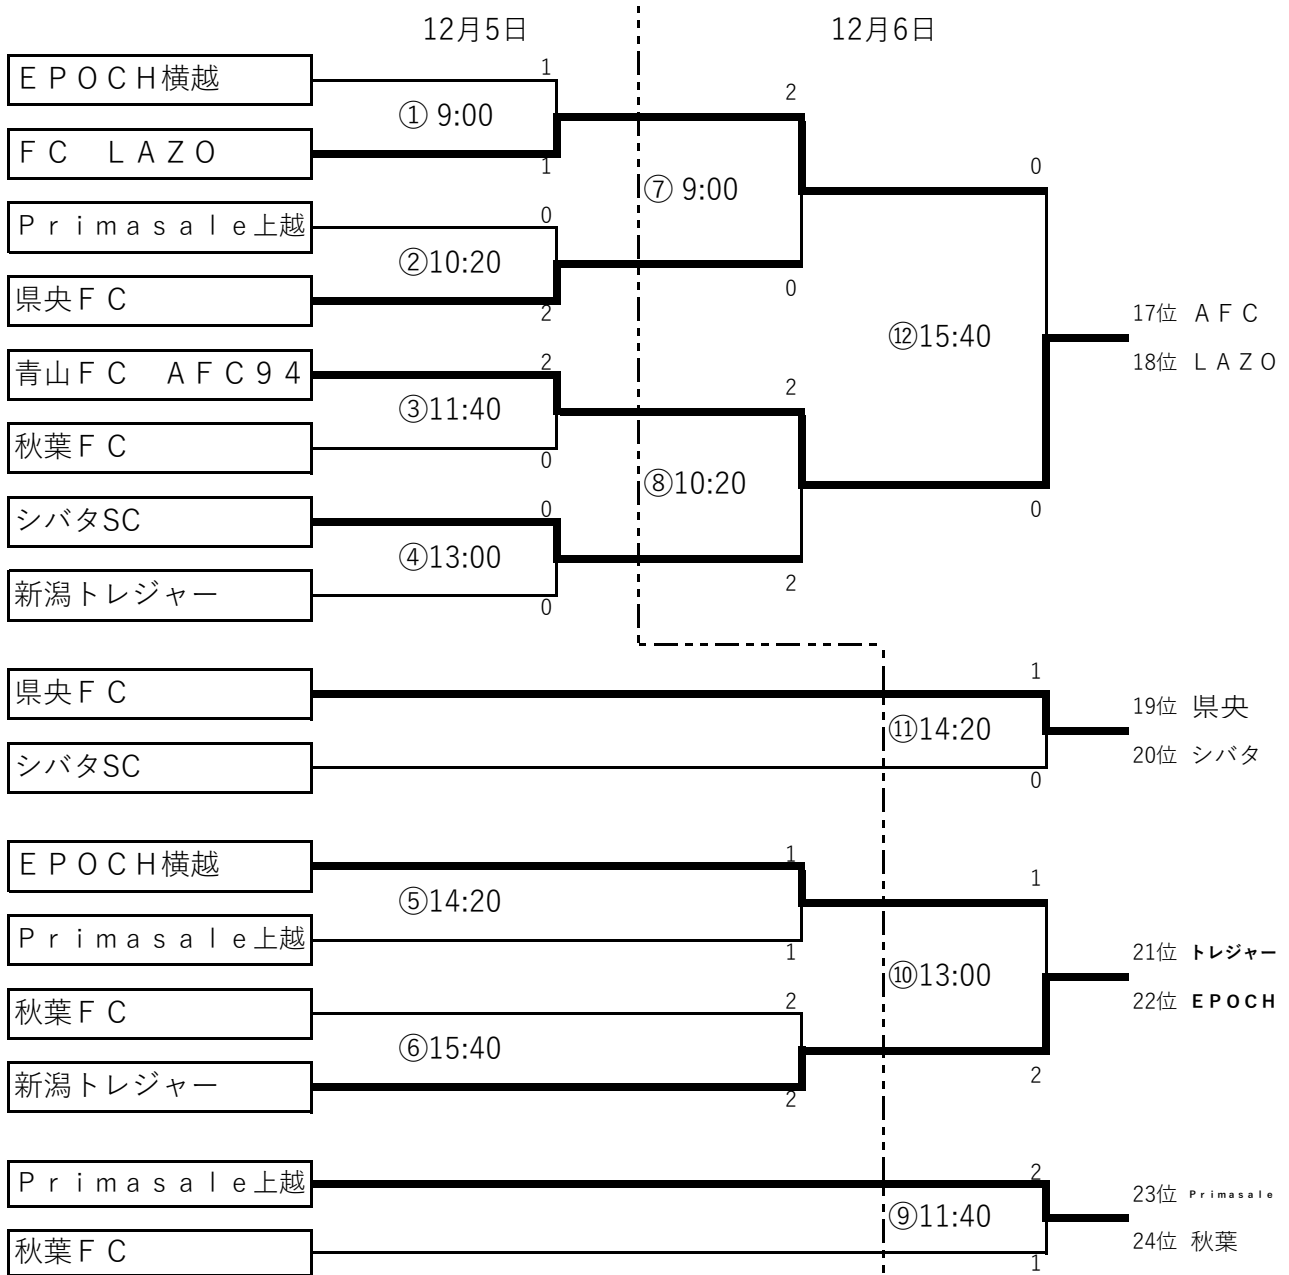 12月5日
12月6日
ＥＰＯＣＨ横越
1
① 9:00
2
ＦＣ　ＬＡＺＯ
1
⑦ 9:00
0
Ｐｒｉｍａｓａｌｅ上越
0
②10:20
県央ＦＣ
2
0
17位 ＡＦＣ
⑫15:40
18位 ＬＡＺＯ
青山ＦＣ　ＡＦＣ９４
2
③11:40
2
秋葉ＦＣ
0
⑧10:20
シバタSC
0
0
④13:00
新潟トレジャー
0
2
県央ＦＣ
1
19位 県央
⑪14:20
シバタSC
0
20位 シバタ
ＥＰＯＣＨ横越
1
⑤14:20
1
Ｐｒｉｍａｓａｌｅ上越
1
21位 トレジャー
⑩13:00
22位 ＥＰＯＣＨ
秋葉ＦＣ
2
⑥15:40
2
新潟トレジャー
2
Ｐｒｉｍａｓａｌｅ上越
2
23位 Ｐｒｉｍａｓａｌｅ
⑨11:40
秋葉ＦＣ
1
24位 秋葉